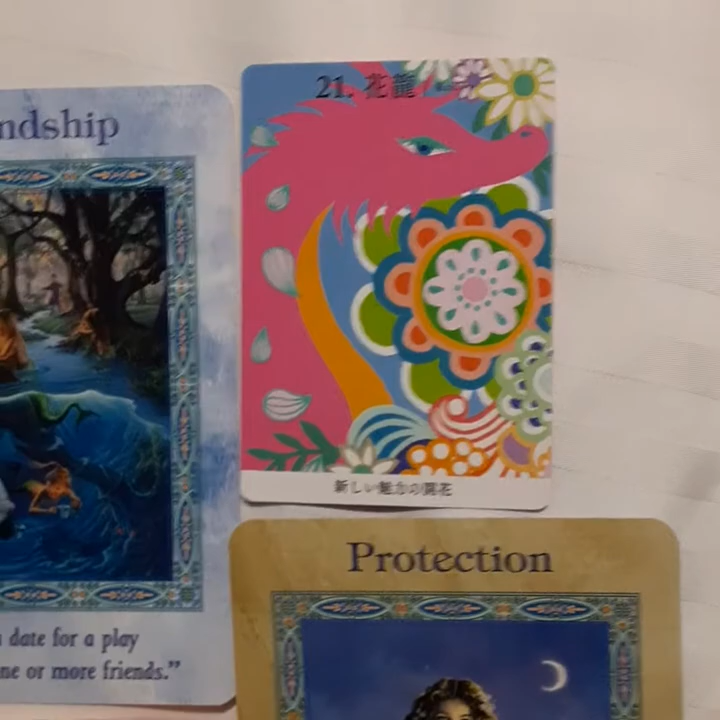 ndship
date for a play
ne or more friends.”
21. 花龍
新しい魅力の開花
Protection